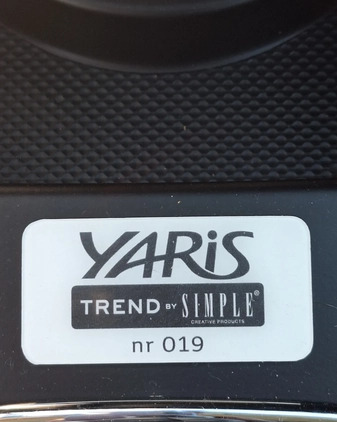 YARiS
TREND BY SIMPLE®
CREATIVE PRODUCTS
nr 019